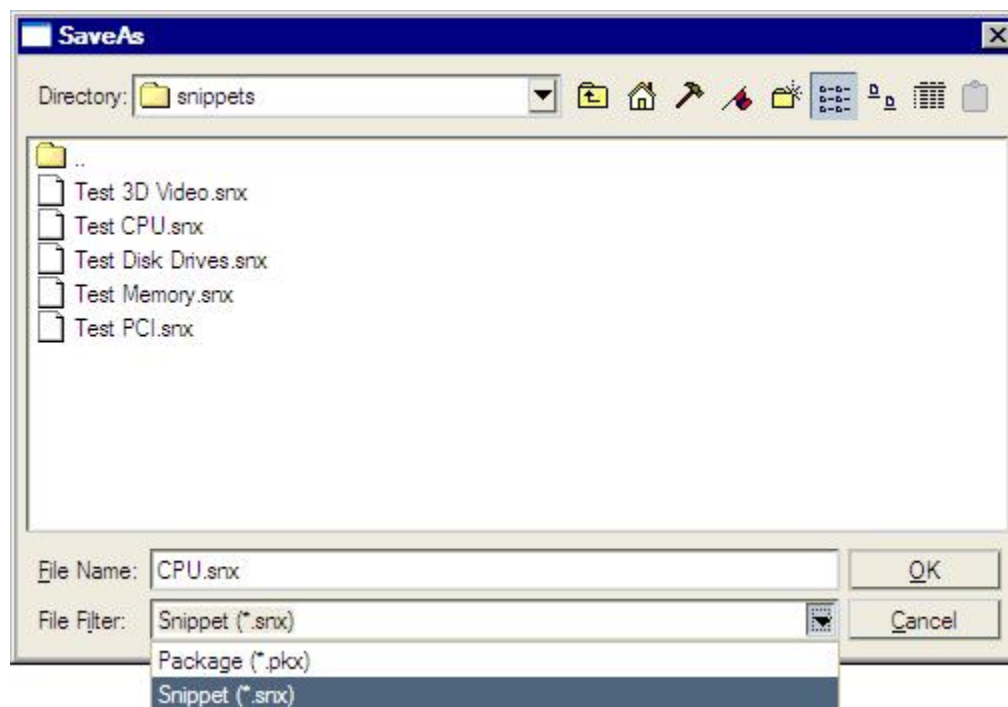 SaveAs
Directory: snippets
..
Test 3D Video.snx
Test CPU.snx
Test Disk Drives.snx
Test Memory.snx
Test PCI.snx
File Name: CPU.snx OK
File Filter: Snippet (*.snx) Cancel
Package (*.pkx)
Snippet (*.snx)